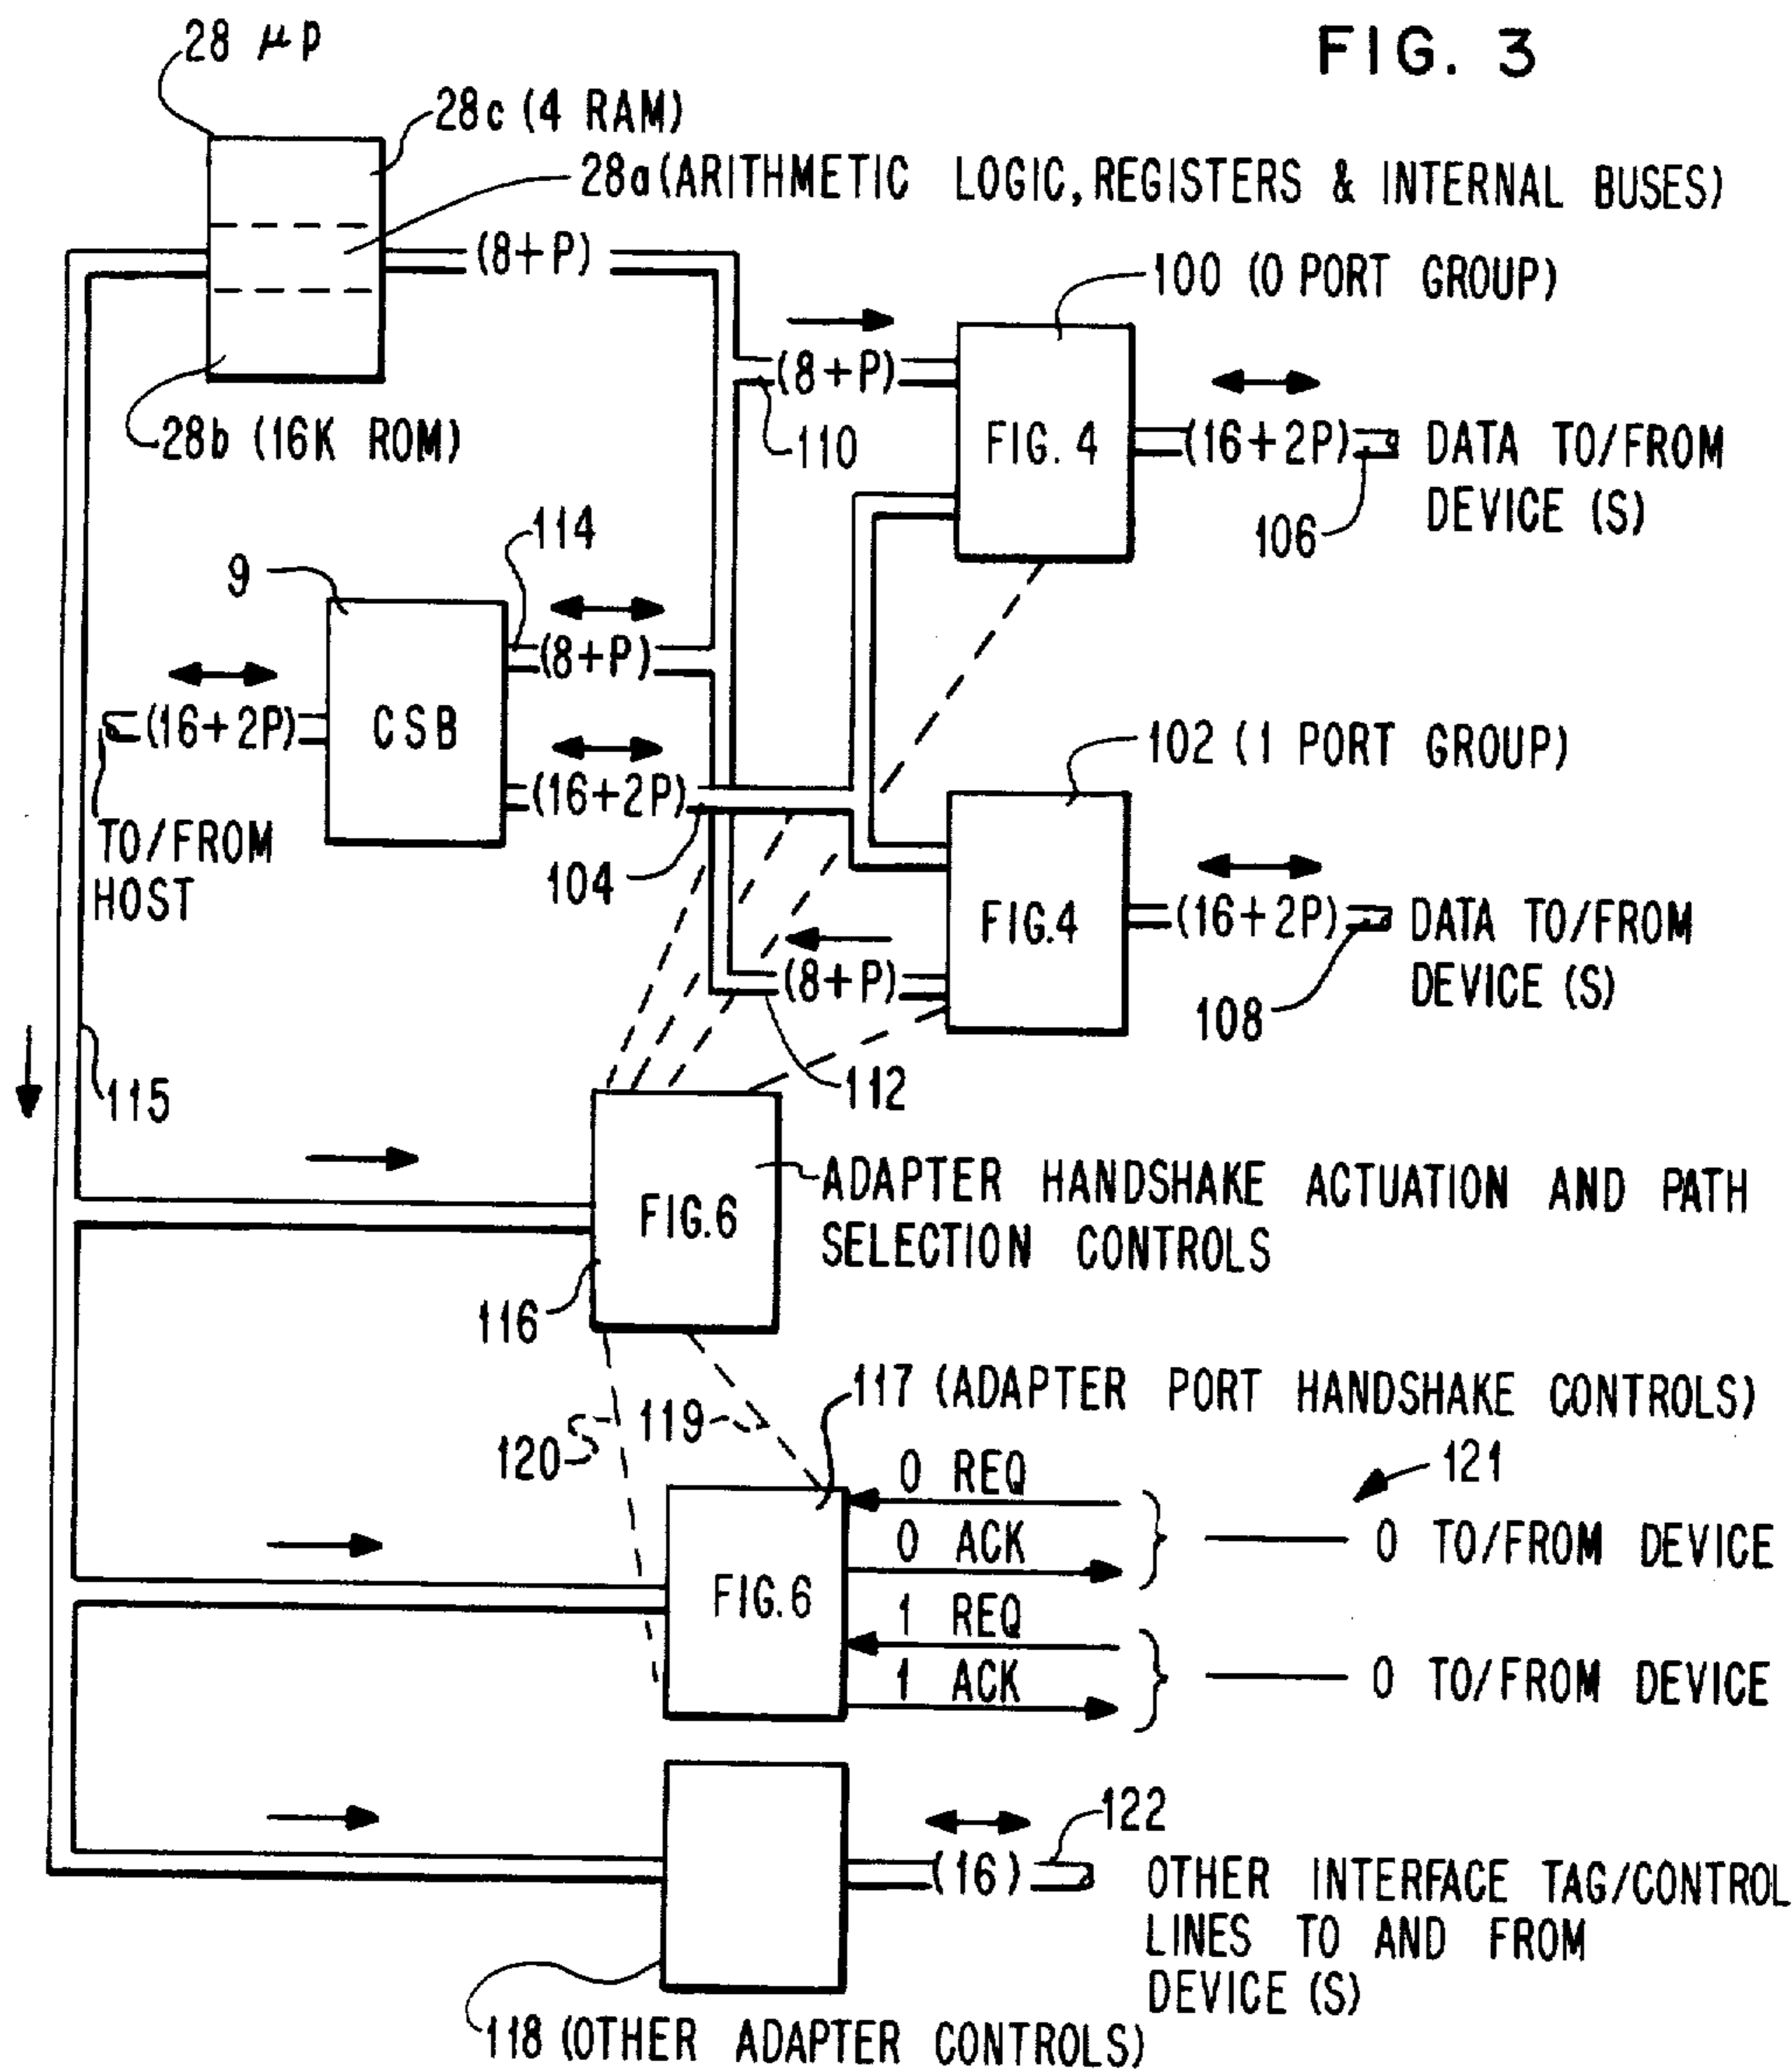 FIG. 3
28 μp
28c (4 RAM)
28a (ARITHMETIC LOGIC, REGISTERS & INTERNAL BUSES)
(8+P)
100 (0 PORT GROUP)
(8+P)
110
28b (16K ROM)
FIG. 4
(16+2P)
DATA TO/FROM
DEVICE (S)
106
114
9
(8+P)
CSB
(16+2P)
(16+2P)
TO/FROM
HOST
104
102 (1 PORT GROUP)
FIG.4
(16+2P)
DATA TO/FROM
DEVICE (S)
108
(8+P)
112
115
FIG.6
ADAPTER HANDSHAKE ACTUATION AND PATH
SELECTION CONTROLS
116
117 (ADAPTER PORT HANDSHAKE CONTROLS)
119
120
121
0 REQ
0 ACK
0 TO/FROM DEVICE
FIG.6
1 REQ
1 ACK
0 TO/FROM DEVICE
122
(16)
OTHER INTERFACE TAG/CONTROL
LINES TO AND FROM
DEVICE (S)
118 (OTHER ADAPTER CONTROLS)